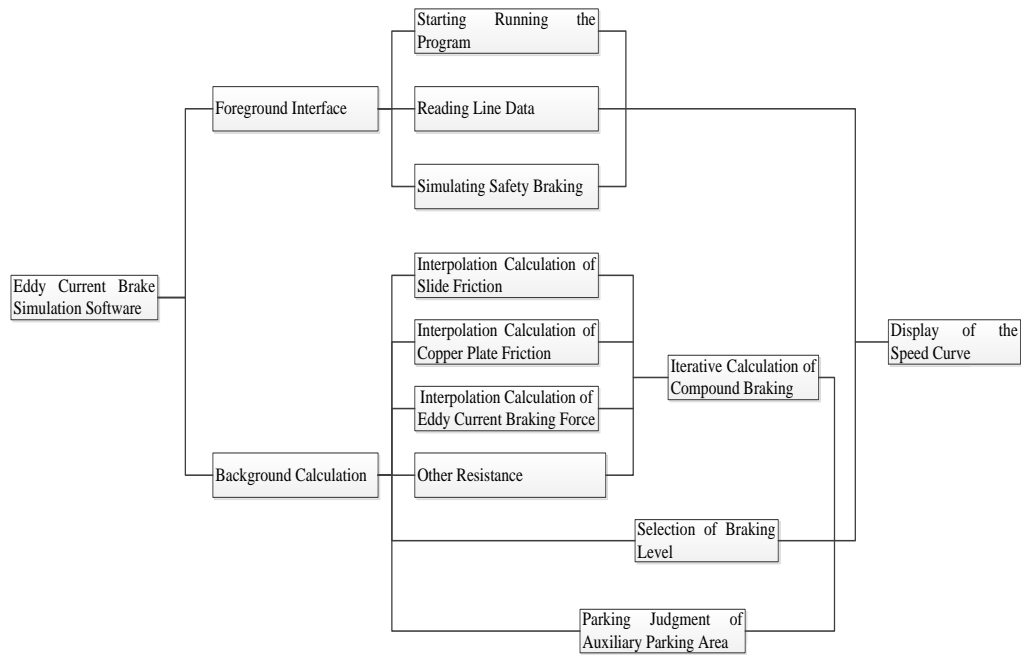 Starting Running the
Program
Foreground Interface
Reading Line Data
Simulating Safety Braking
Eddy Current Brake
Simulation Software
Interpolation Calculation of
Slide Friction
Interpolation Calculation of
Copper Plate Friction
Interpolation Calculation of
Eddy Current Braking Force
Background Calculation
Other Resistance
Iterative Calculation of
Compound Braking
Selection of Braking
Level
Parking Judgment of
Auxiliary Parking Area
Display of the
Speed Curve